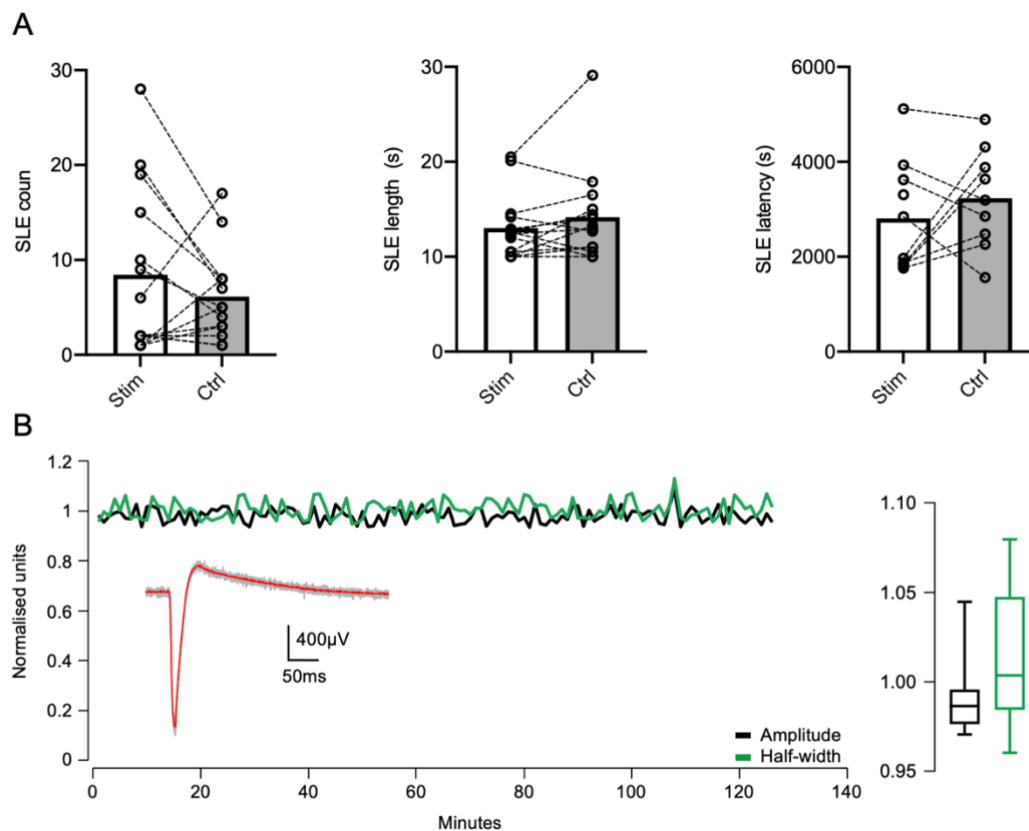 A
SLE coun
30
20
10
0
Stim
Ctrl
SLE length (s)
30
20
10
0
Stim
Ctrl
SLE latency (s)
6000
4000
2000
0
Stim
Ctrl
B
Normalised units
1.2
1
0.8
0.6
0.4
0.2
0
400µV
50ms
Amplitude
Half-width
0
20
40
60
80
100
120
140
Minutes
1.10
1.05
1.00
0.95